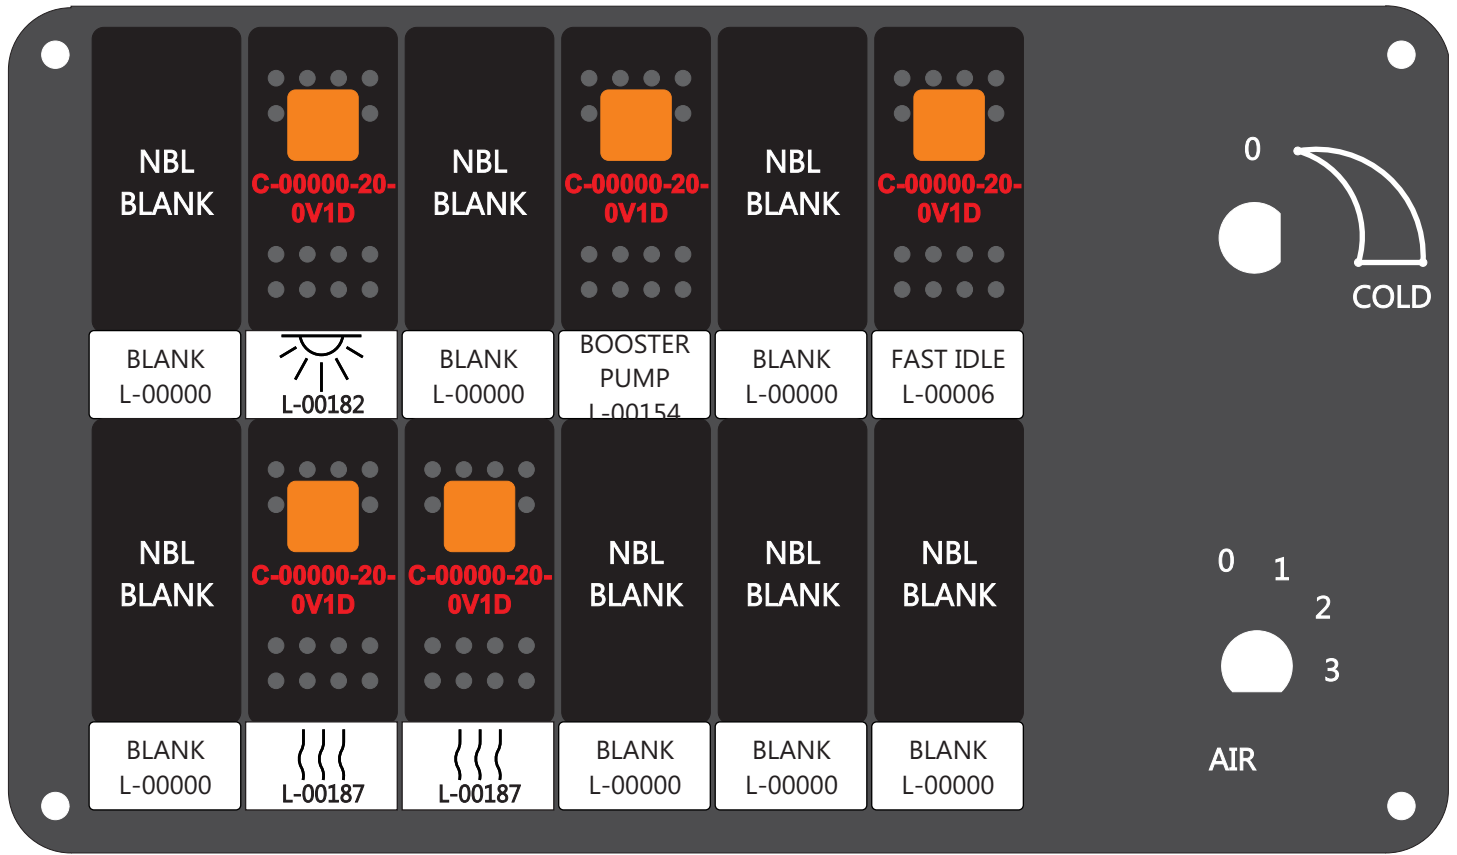 NBL
BLANK
C-00000-20-
0V1D
NBL
BLANK
C-00000-20-
0V1D
NBL
BLANK
C-00000-20-
0V1D
BLANK
L-00000
L-00182
BLANK
L-00000
BOOSTER
PUMP
L-00154
BLANK
L-00000
FAST IDLE
L-00006
0
COLD
NBL
BLANK
C-00000-20-
0V1D
C-00000-20-
0V1D
NBL
BLANK
NBL
BLANK
NBL
BLANK
BLANK
L-00000
L-00187
L-00187
BLANK
L-00000
BLANK
L-00000
BLANK
L-00000
0
1
2
3
AIR